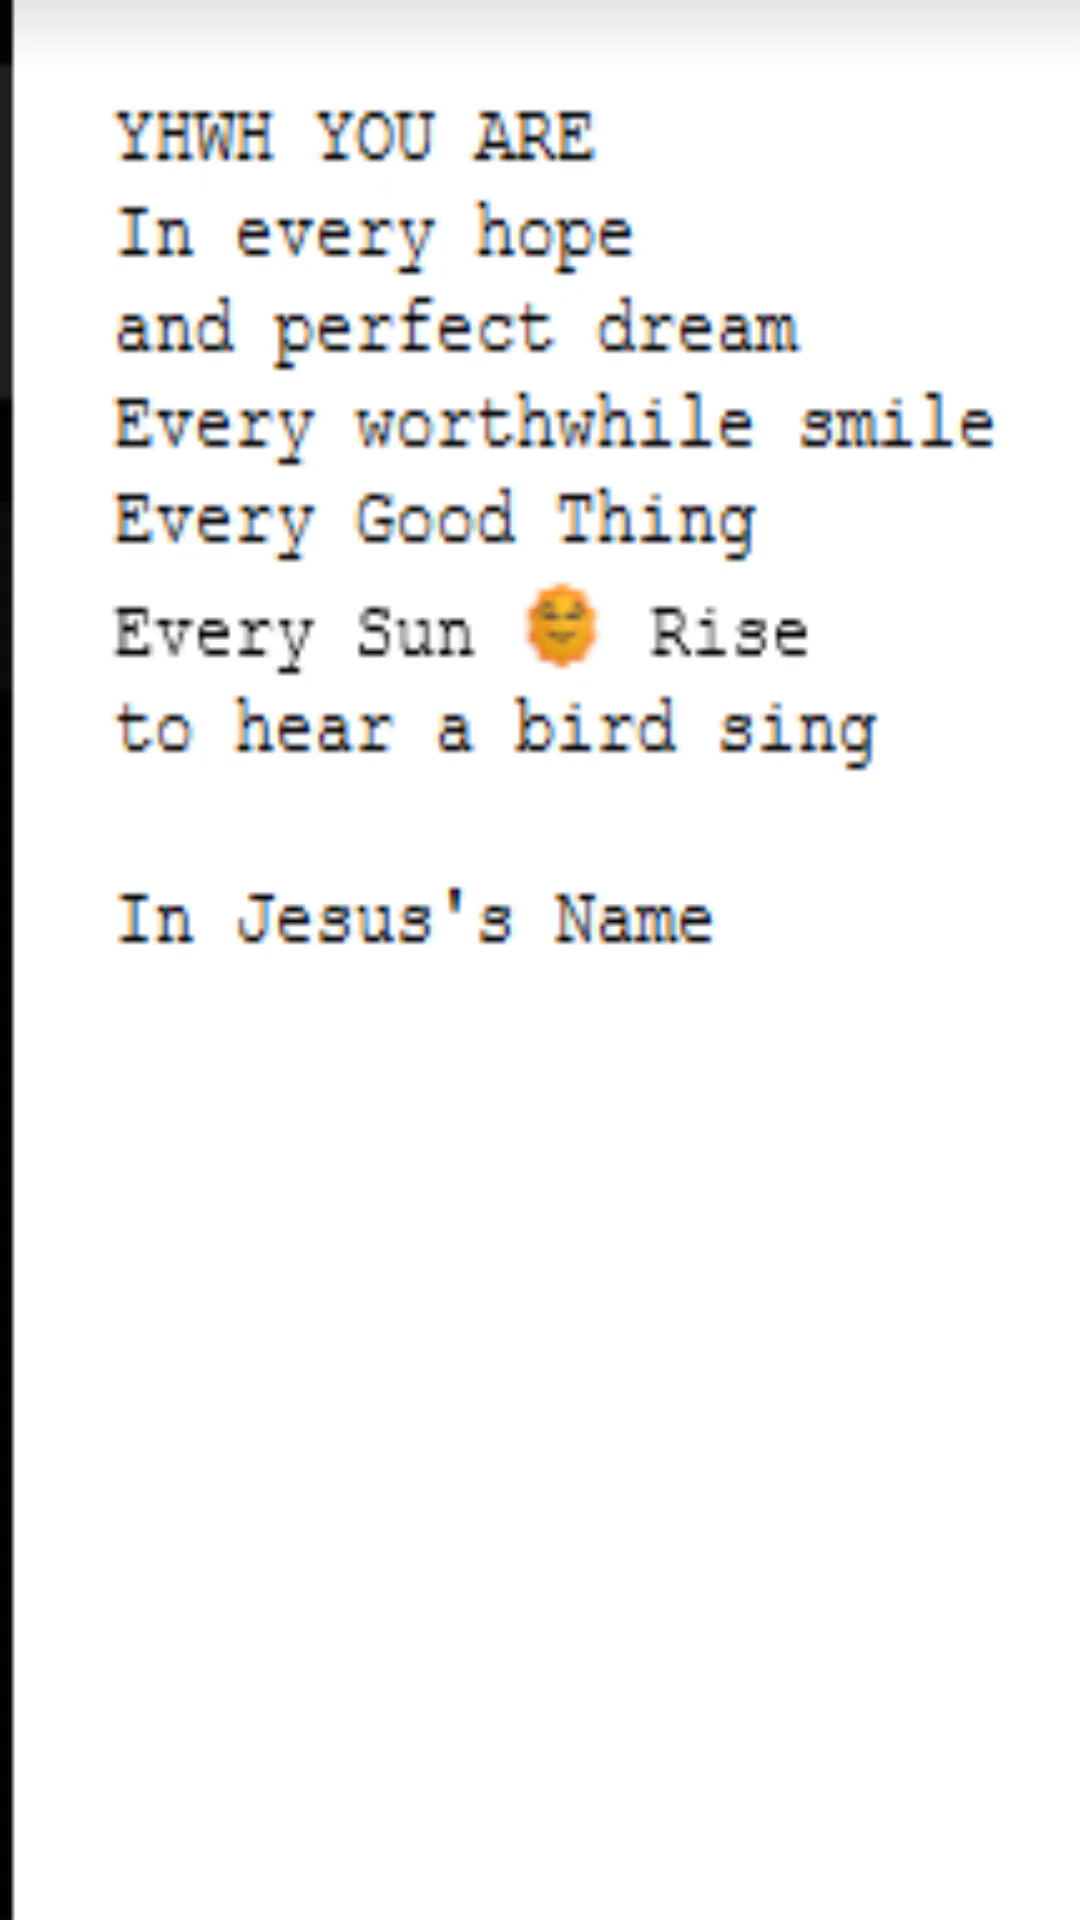 YHWH YOU ARE
In every hope
and perfect dream
Every worthwhile smile
Every Good Thing
Every Sun 🌞 Rise
to hear a bird sing

In Jesus's Name